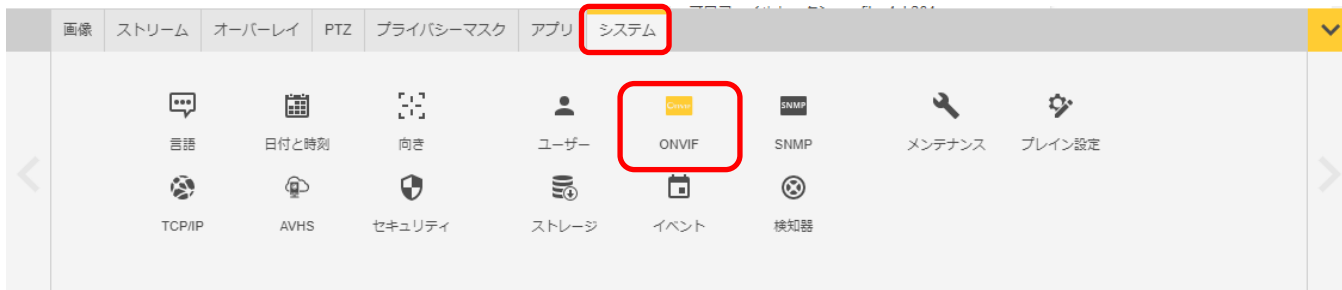 画像 ストリーム オーバーレイ PTZ プライバシーマスク アプリ システム
言語 日付と時刻 向き ユーザー ONVIF SNMP SNMP メンテナンス プレイン設定
TCP/IP AVHS セキュリティ ストレージ イベント 検知器